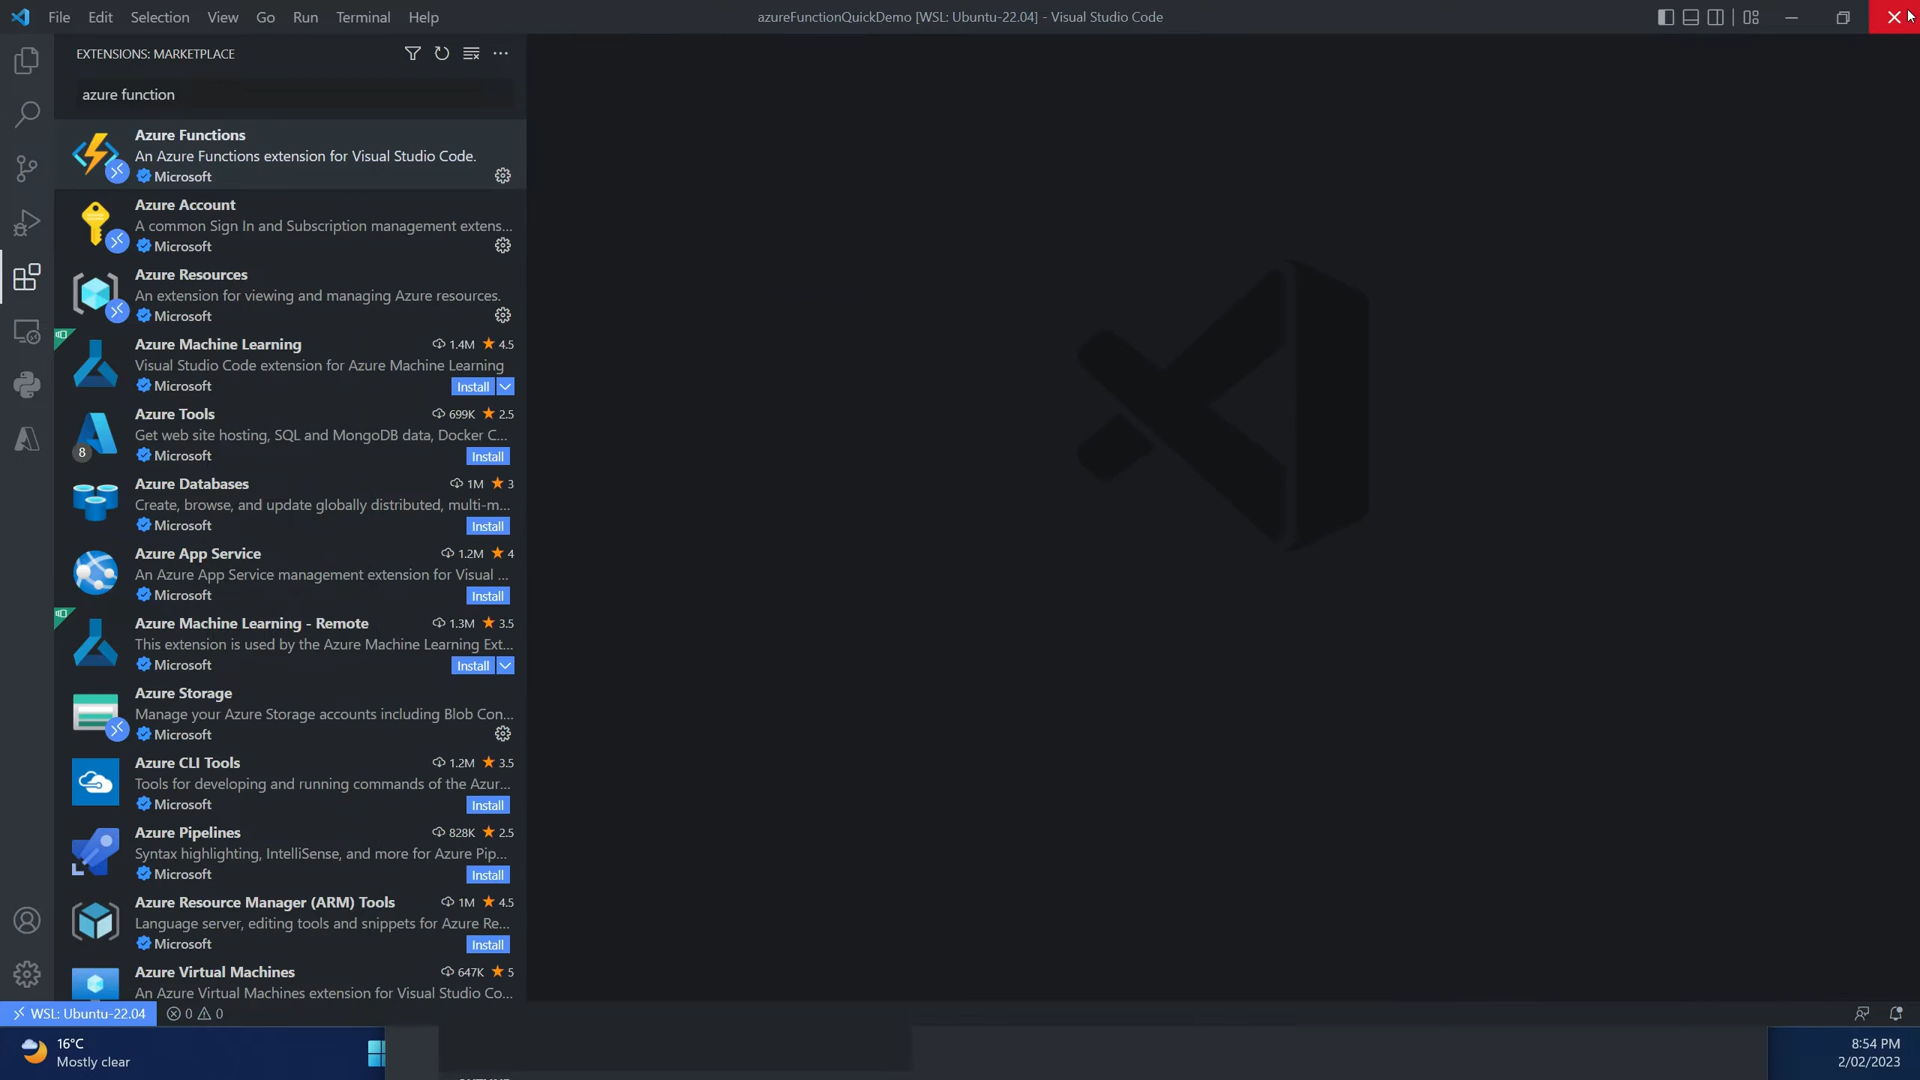 File Edit Selection View Go Run Terminal Help
azureFunctionQuickDemo [WSL: Ubuntu-22.04] - Visual Studio Code
EXTENSIONS: MARKETPLACE
azure function
Azure Functions
An Azure Functions extension for Visual Studio Code.
Microsoft
Azure Account
A common Sign In and Subscription management extens...
Microsoft
Azure Resources
An extension for viewing and managing Azure resources.
Microsoft
Azure Machine Learning 1.4M 4.5
Visual Studio Code extension for Azure Machine Learning
Microsoft Install
Azure Tools 699K 2.5
Get web site hosting, SQL and MongoDB data, Docker C...
8 Microsoft Install
Azure Databases 1M 3
Create, browse, and update globally distributed, multi-m...
Microsoft Install
Azure App Service 1.2M 4
An Azure App Service management extension for Visual ...
Microsoft Install
Azure Machine Learning - Remote 1.3M 3.5
This extension is used by the Azure Machine Learning Ext...
Microsoft Install
Azure Storage
Manage your Azure Storage accounts including Blob Con...
Microsoft
Azure CLI Tools 1.2M 3.5
Tools for developing and running commands of the Azur...
Microsoft Install
Azure Pipelines 828K 2.5
Syntax highlighting, IntelliSense, and more for Azure Pip...
Microsoft Install
Azure Resource Manager (ARM) Tools 1M 4.5
Language server, editing tools and snippets for Azure Re...
Microsoft Install
Azure Virtual Machines 647K 5
An Azure Virtual Machines extension for Visual Studio Co...
WSL: Ubuntu-22.04 0 0
16°C
Mostly clear
8:54 PM
2/02/2023